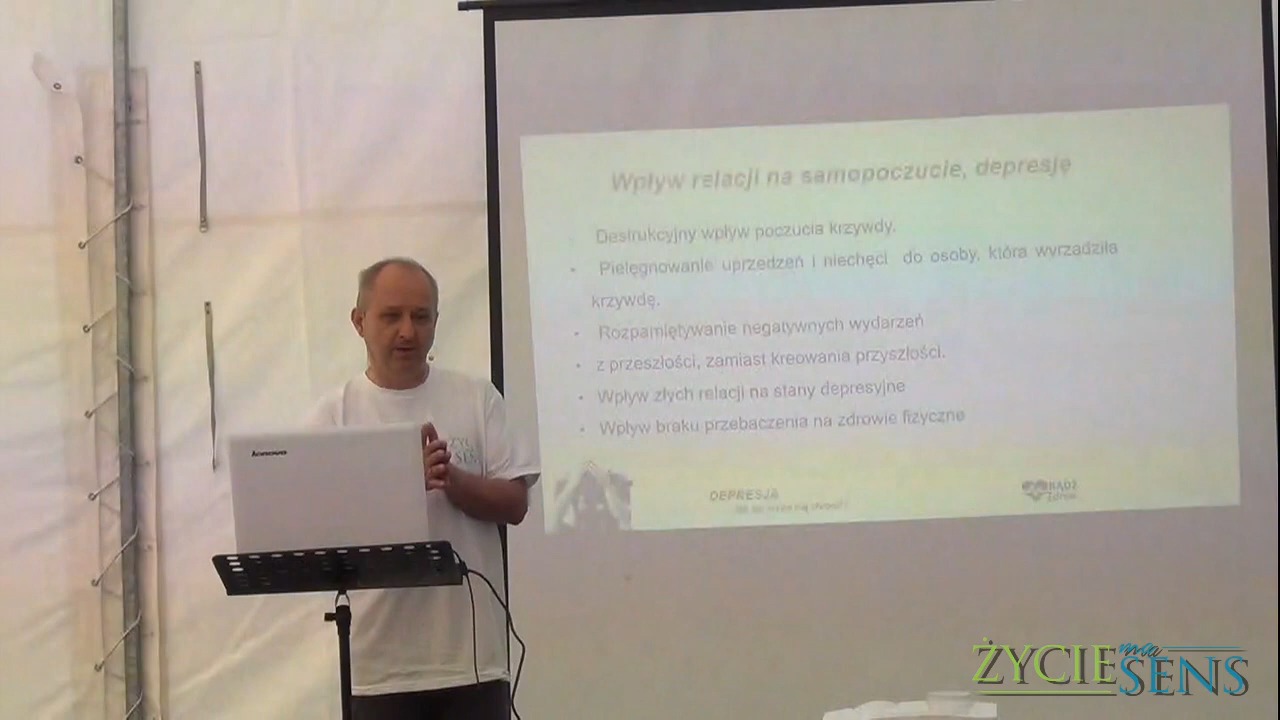 Wpływ relacji na samopoczucie, depresję
Destrukcyjny wpływ poczucia krzywdy.
• Pielęgnowanie uprzedzeń i niechęci do osoby, która wyrządziła
krzywdę.
• Rozpamiętywanie negatywnych wydarzeń
• z przeszłości, zamiast kreowania przyszłości.
• Wpływ złych relacji na stany depresyjne
• Wpływ braku przebaczenia na zdrowie fizyczne
DEPRESJA
BĄDŹ
Zdrów
lenovo
ŻYCIE ma SENS